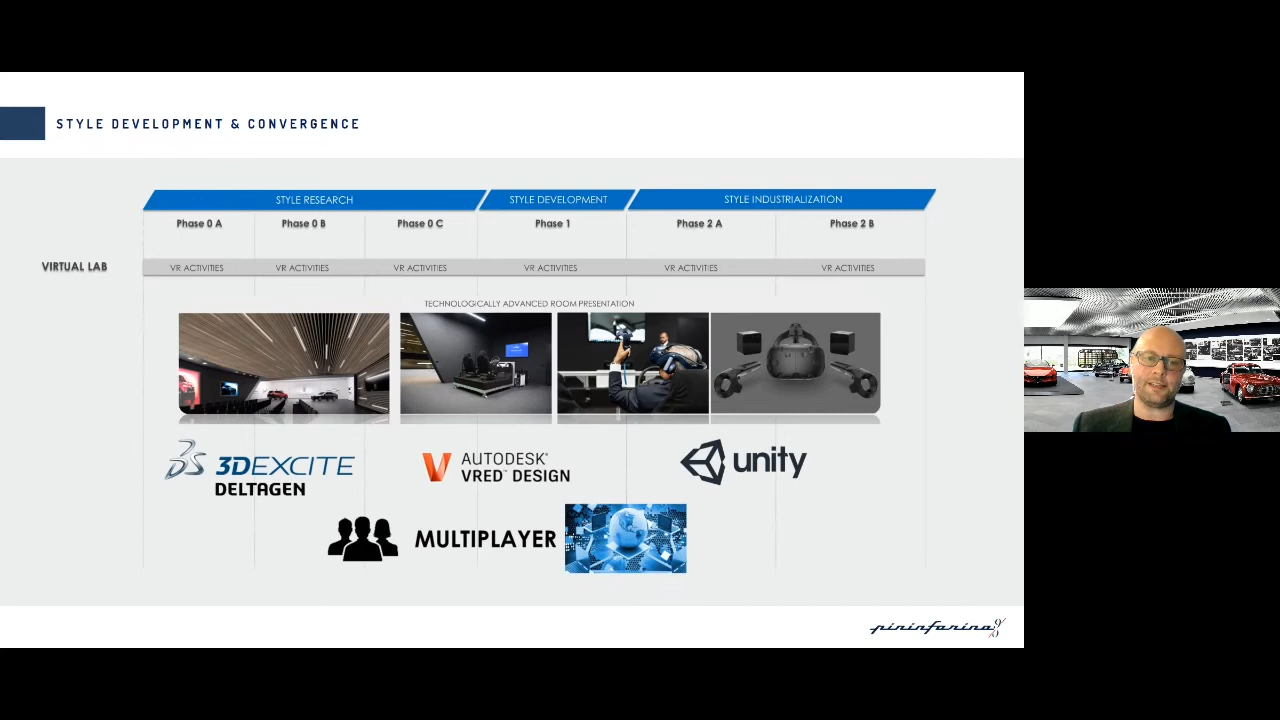 STYLE DEVELOPMENT & CONVERGENCE
STYLE RESEARCH STYLE DEVELOPMENT STYLE INDUSTRIALIZATION
Phase 0 A Phase 0 B Phase 0 C Phase 1 Phase 2 A Phase 2 B
VIRTUAL LAB VR ACTIVITIES VR ACTIVITIES VR ACTIVITIES VR ACTIVITIES VR ACTIVITIES VR ACTIVITIES
TECHNOLOGICALLY ADVANCED ROOM PRESENTATION
3DEXCITE
DELTAGEN
AUTODESK®
VRED™ DESIGN
unity
MULTIPLAYER
pininfarina 90